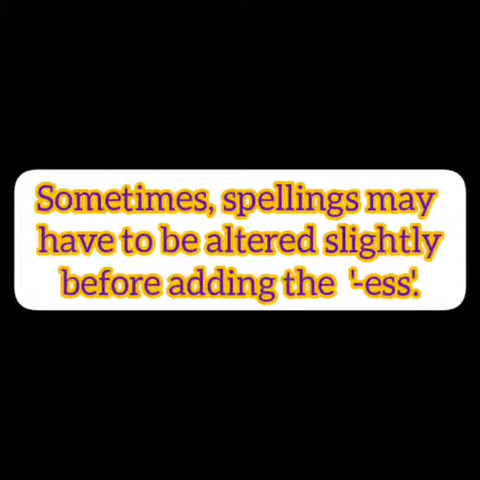 Sometimes, spellings may
have to be altered slightly
before adding the '-ess'.